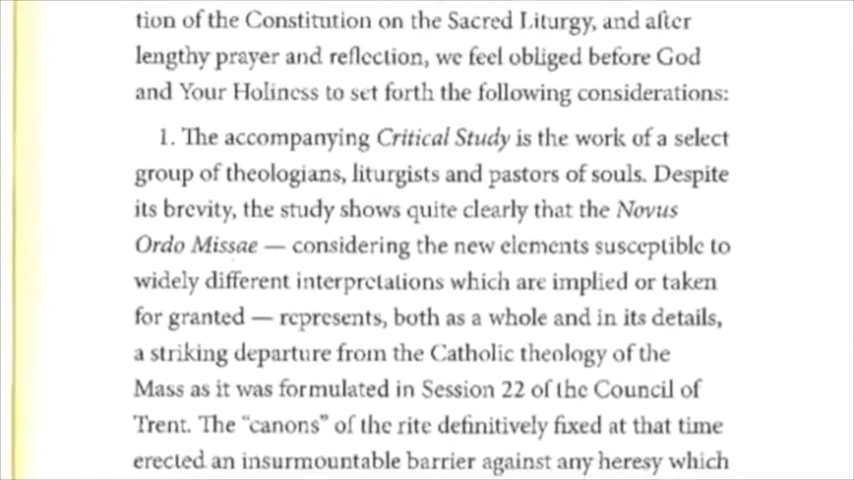 tion of the Constitution on the Sacred Liturgy, and after
lengthy prayer and reflection, we feel obliged before God
and Your Holiness to set forth the following considerations:
1. The accompanying Critical Study is the work of a select
group of theologians, liturgists and pastors of souls. Despite
its brevity, the study shows quite clearly that the Novus
Ordo Missae — considering the new elements susceptible to
widely different interpretations which are implied or taken
for granted — represents, both as a whole and in its details,
a striking departure from the Catholic theology of the
Mass as it was formulated in Session 22 of the Council of
Trent. The “canons” of the rite definitively fixed at that time
erected an insurmountable barrier against any heresy which